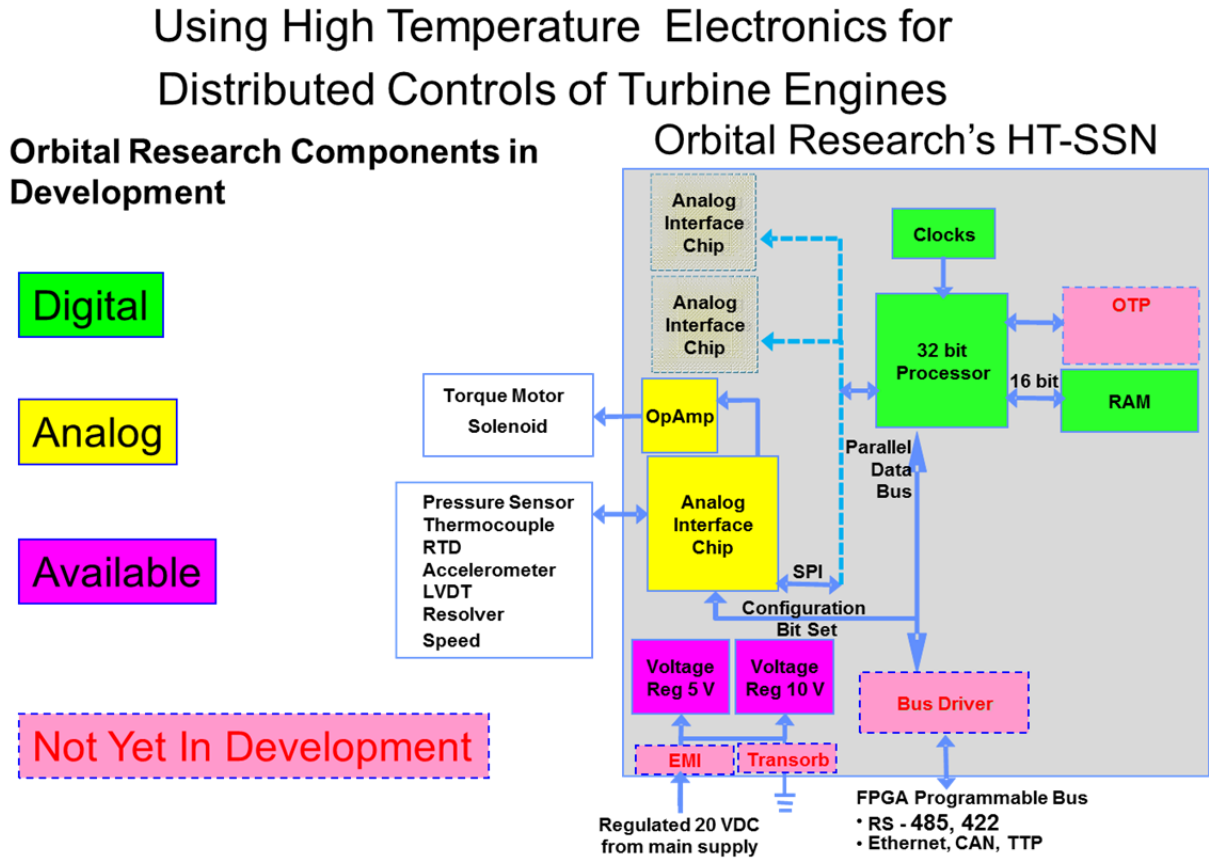 Using High Temperature Electronics for
Distributed Controls of Turbine Engines
Orbital Research Components in
Development
Orbital Research's HT-SSN
Digital
Analog
Available
Not Yet In Development
Analog
Interface
Chip
Analog
Interface
Chip
Clocks
32 bit
Processor
OTP
16 bit
RAM
Torque Motor
Solenoid
OpAmp
Pressure Sensor
Thermocouple
RTD
Accelerometer
LVDT
Resolver
Speed
Analog
Interface
Chip
Parallel
Data
Bus
SPI
Configuration
Bit Set
Voltage
Reg 5 V
Voltage
Reg 10 V
Bus Driver
EMI
Transorb
Regulated 20 VDC
from main supply
FPGA Programmable Bus
• RS - 485, 422
• Ethernet, CAN, TTP